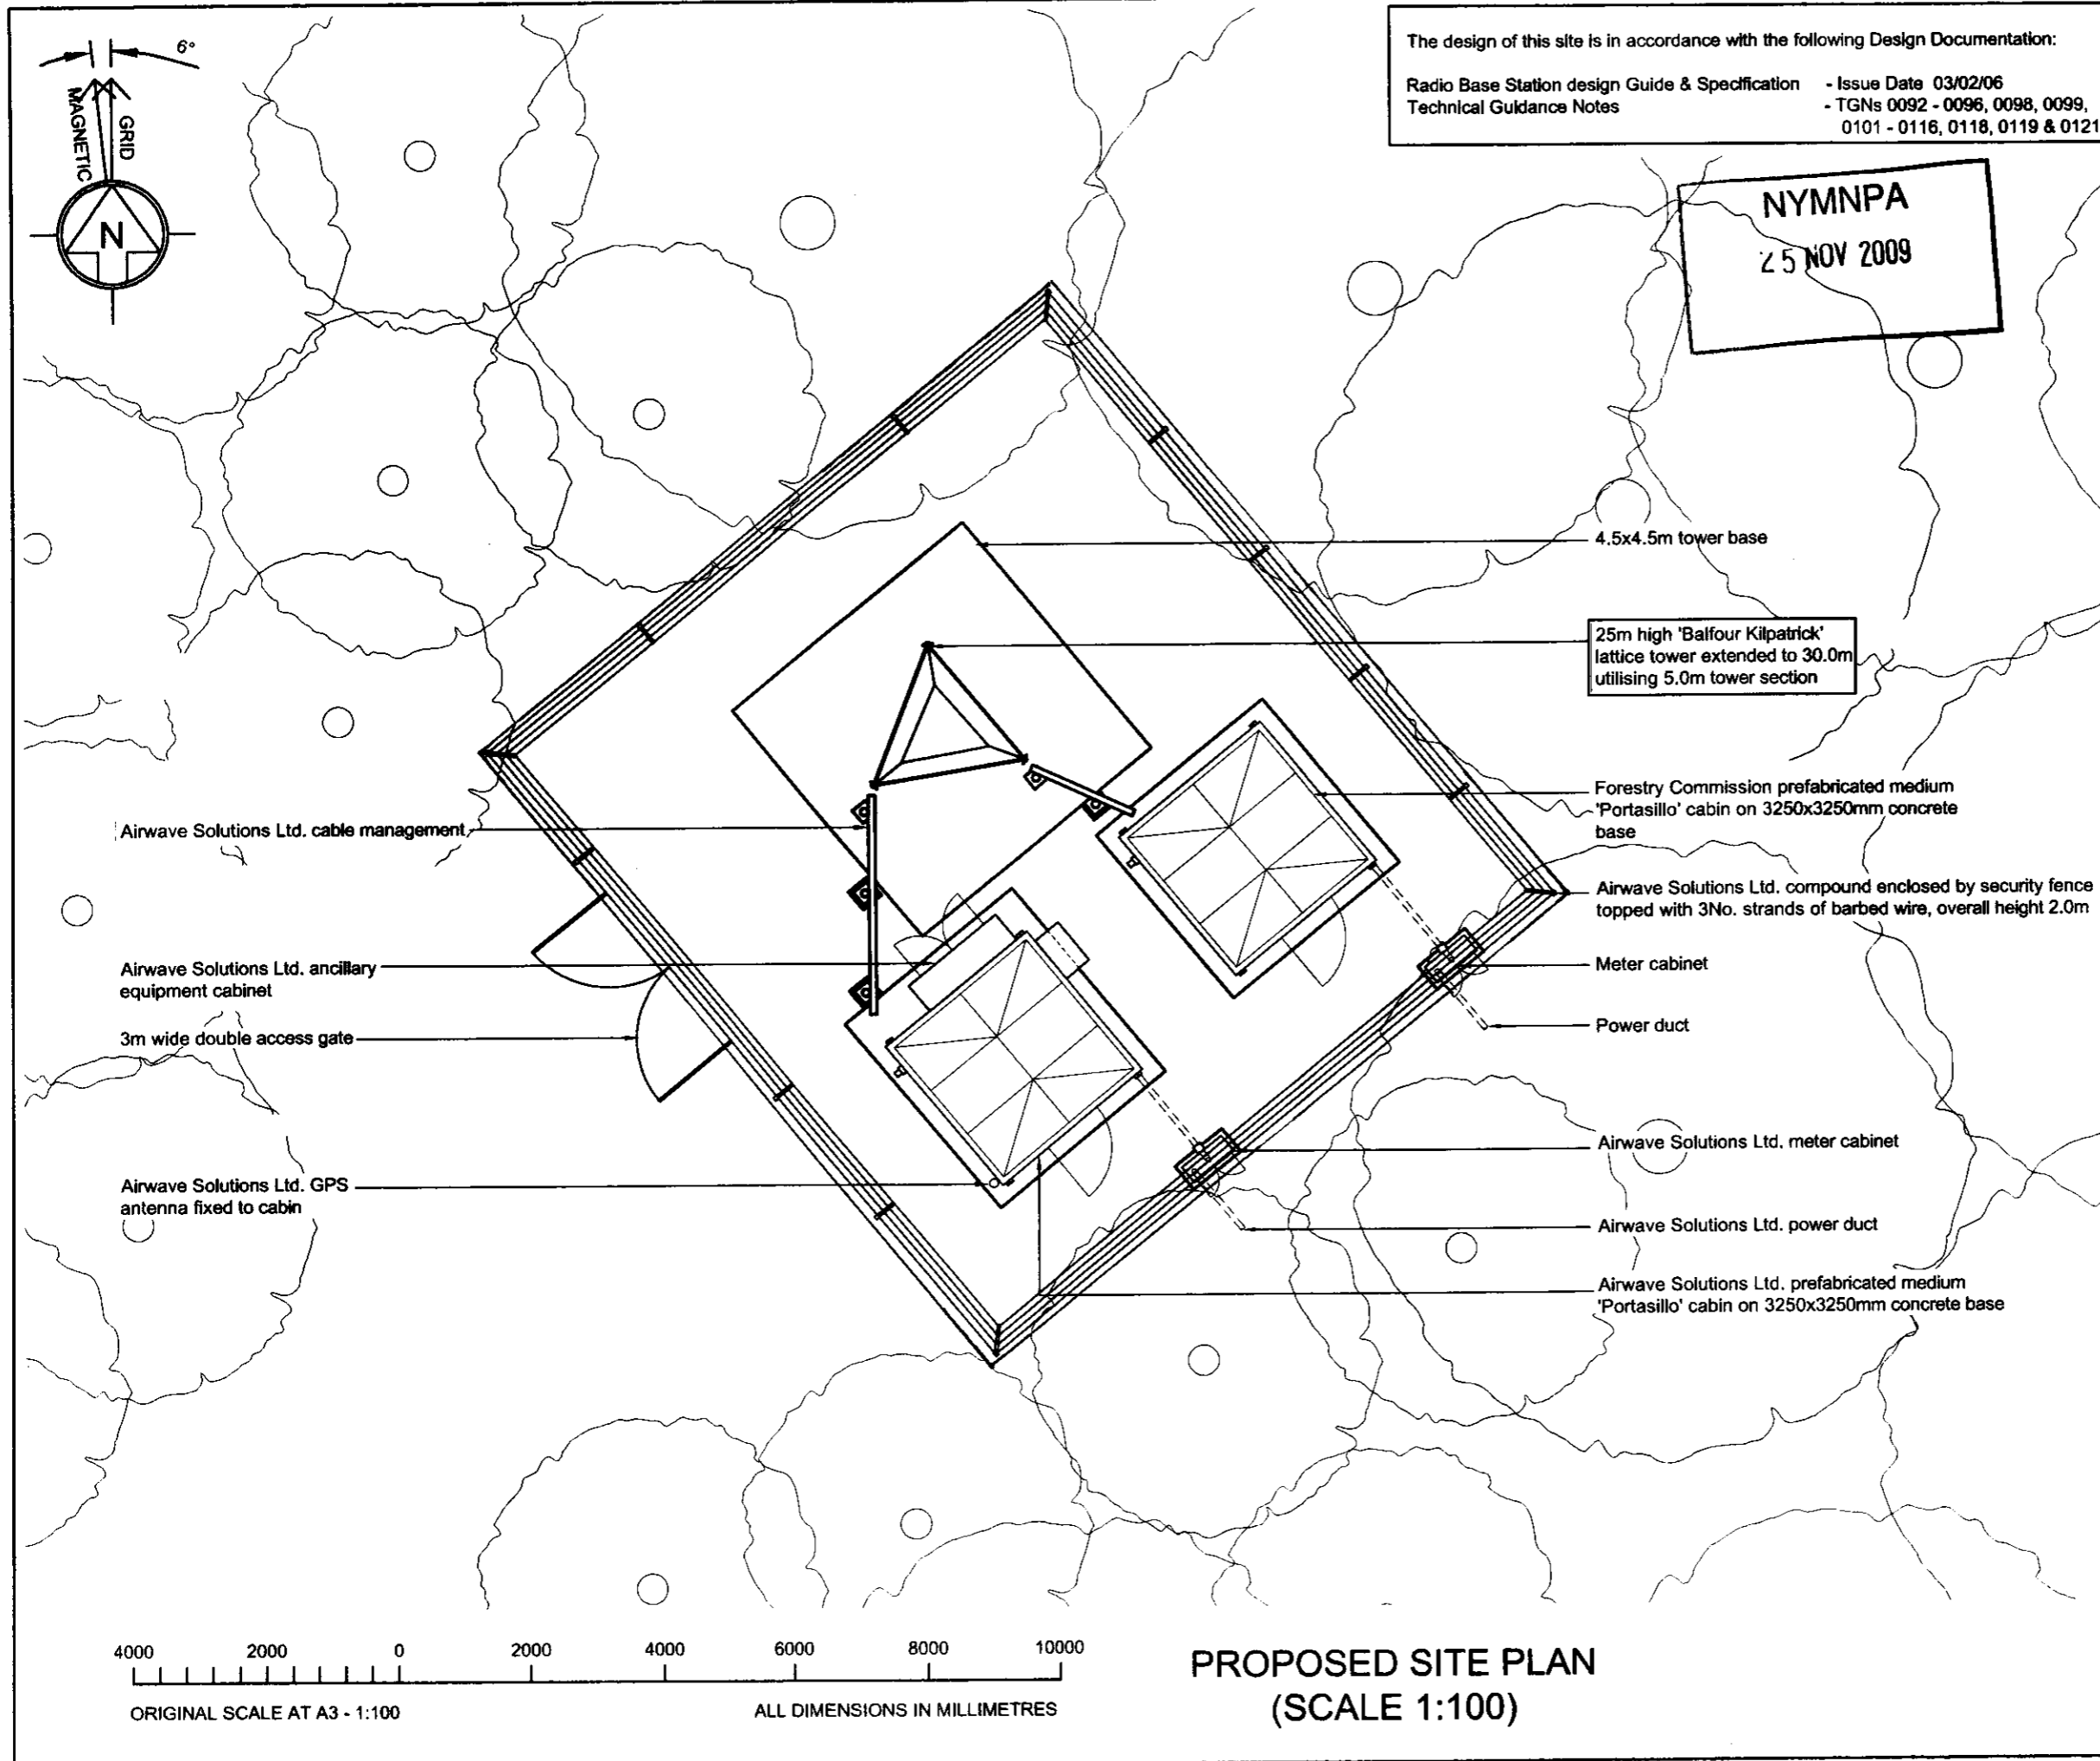 6°
MAGNETIC
GRID
N
The design of this site is in accordance with the following Design Documentation:
Radio Base Station design Guide & Specification - Issue Date 03/02/06
Technical Guidance Notes - TGNs 0092 - 0096, 0098, 0099,
0101 - 0116, 0118, 0119 & 0121
NYMNPA
25 NOV 2009
4.5x4.5m tower base
25m high 'Balfour Kilpatrick'
lattice tower extended to 30.0m
utilising 5.0m tower section
Forestry Commission prefabricated medium
'Portasillo' cabin on 3250x3250mm concrete
base
Airwave Solutions Ltd. compound enclosed by security fence
topped with 3No. strands of barbed wire, overall height 2.0m
Meter cabinet
Power duct
Airwave Solutions Ltd. meter cabinet
Airwave Solutions Ltd. power duct
Airwave Solutions Ltd. prefabricated medium
'Portasillo' cabin on 3250x3250mm concrete base
Airwave Solutions Ltd. cable management
Airwave Solutions Ltd. ancillary
equipment cabinet
3m wide double access gate
Airwave Solutions Ltd. GPS
antenna fixed to cabin
4000 2000 0 2000 4000 6000 8000 10000
ORIGINAL SCALE AT A3 - 1:100
ALL DIMENSIONS IN MILLIMETRES
PROPOSED SITE PLAN
(SCALE 1:100)